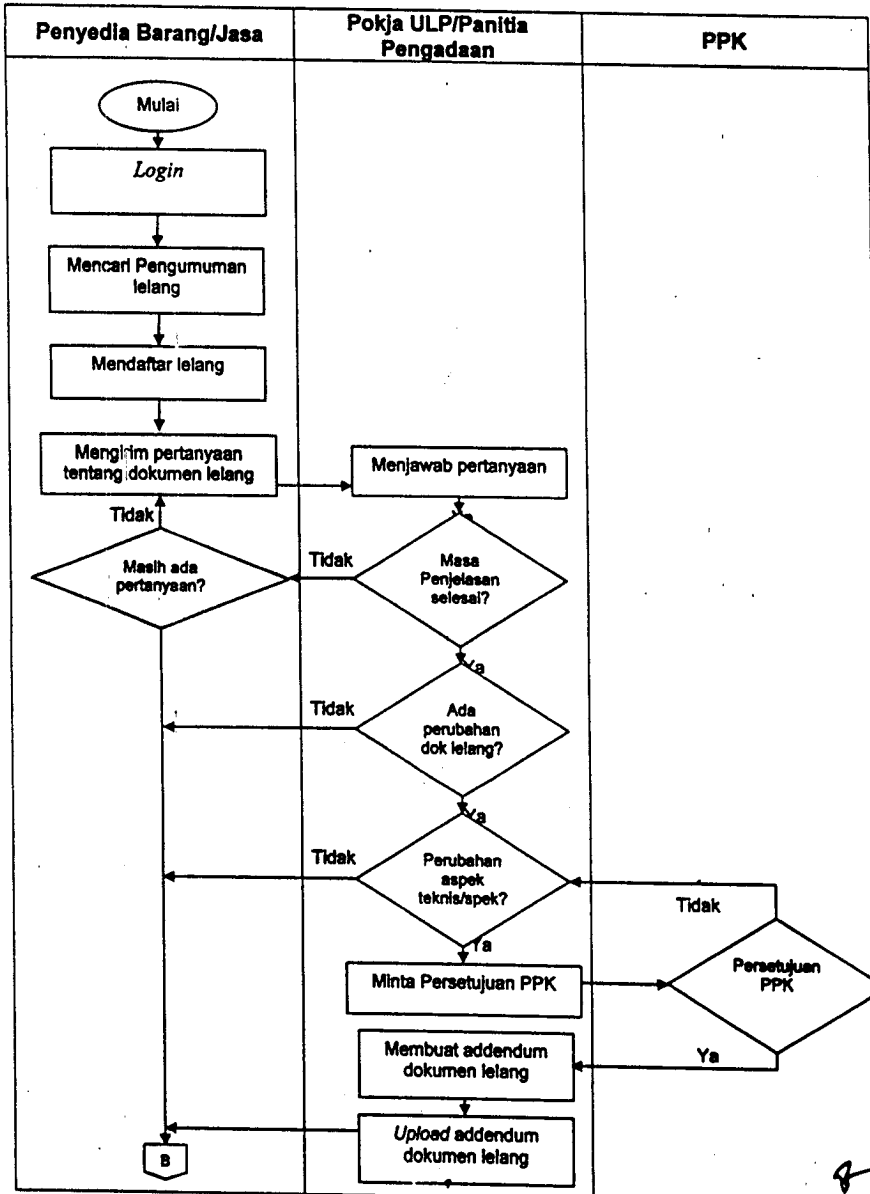 Penyedia Barang/Jasa
Pokja ULP/Panitia
Pengadaan
PPK
Mulai
Login
Mencari Pengumuman
lelang
Mendaftar lelang
Mengirim pertanyaan
tentang dokumen lelang
Menjawab pertanyaan
Tidak
Masih ada
pertanyaan?
Tidak
Masa
Penjelasan
selesai?
Ya
Tidak
Ada
perubahan
dok lelang?
Ya
Tidak
Perubahan
aspek
teknis/spek?
Tidak
Ya
Minta Persetujuan PPK
Persetujuan
PPK
Membuat addendum
dokumen lelang
Ya
Upload addendum
dokumen lelang
B